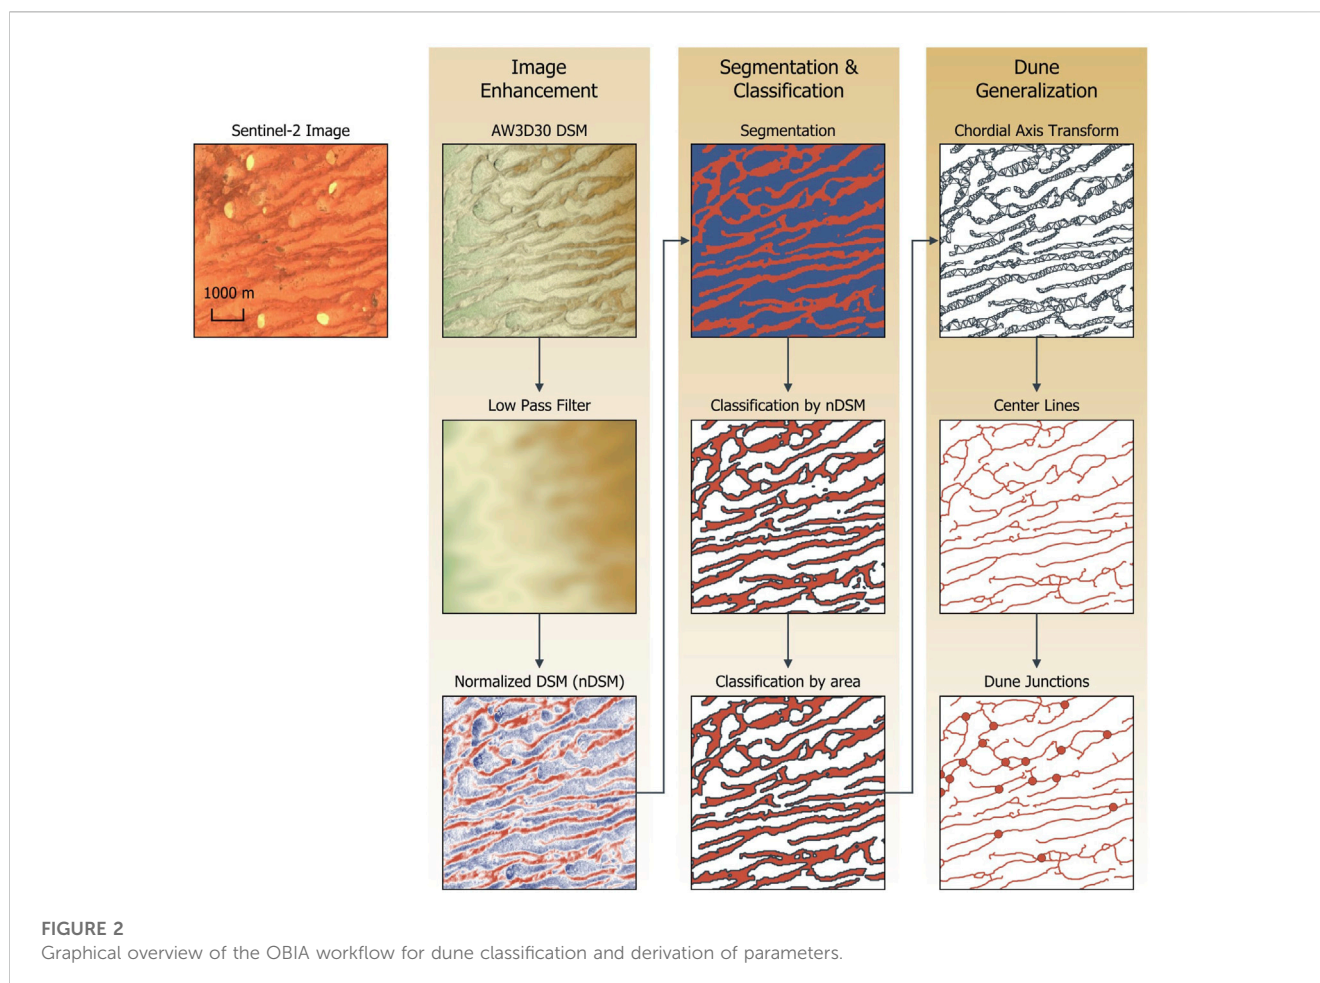 Image
Enhancement
Segmentation &
Classification
Dune
Generalization
Sentinel-2 Image
AW3D30 DSM
Segmentation
Chordial Axis Transform
1000 m
Low Pass Filter
Classification by nDSM
Center Lines
Normalized DSM (nDSM)
Classification by area
Dune Junctions
FIGURE 2
Graphical overview of the OBIA workflow for dune classification and derivation of parameters.